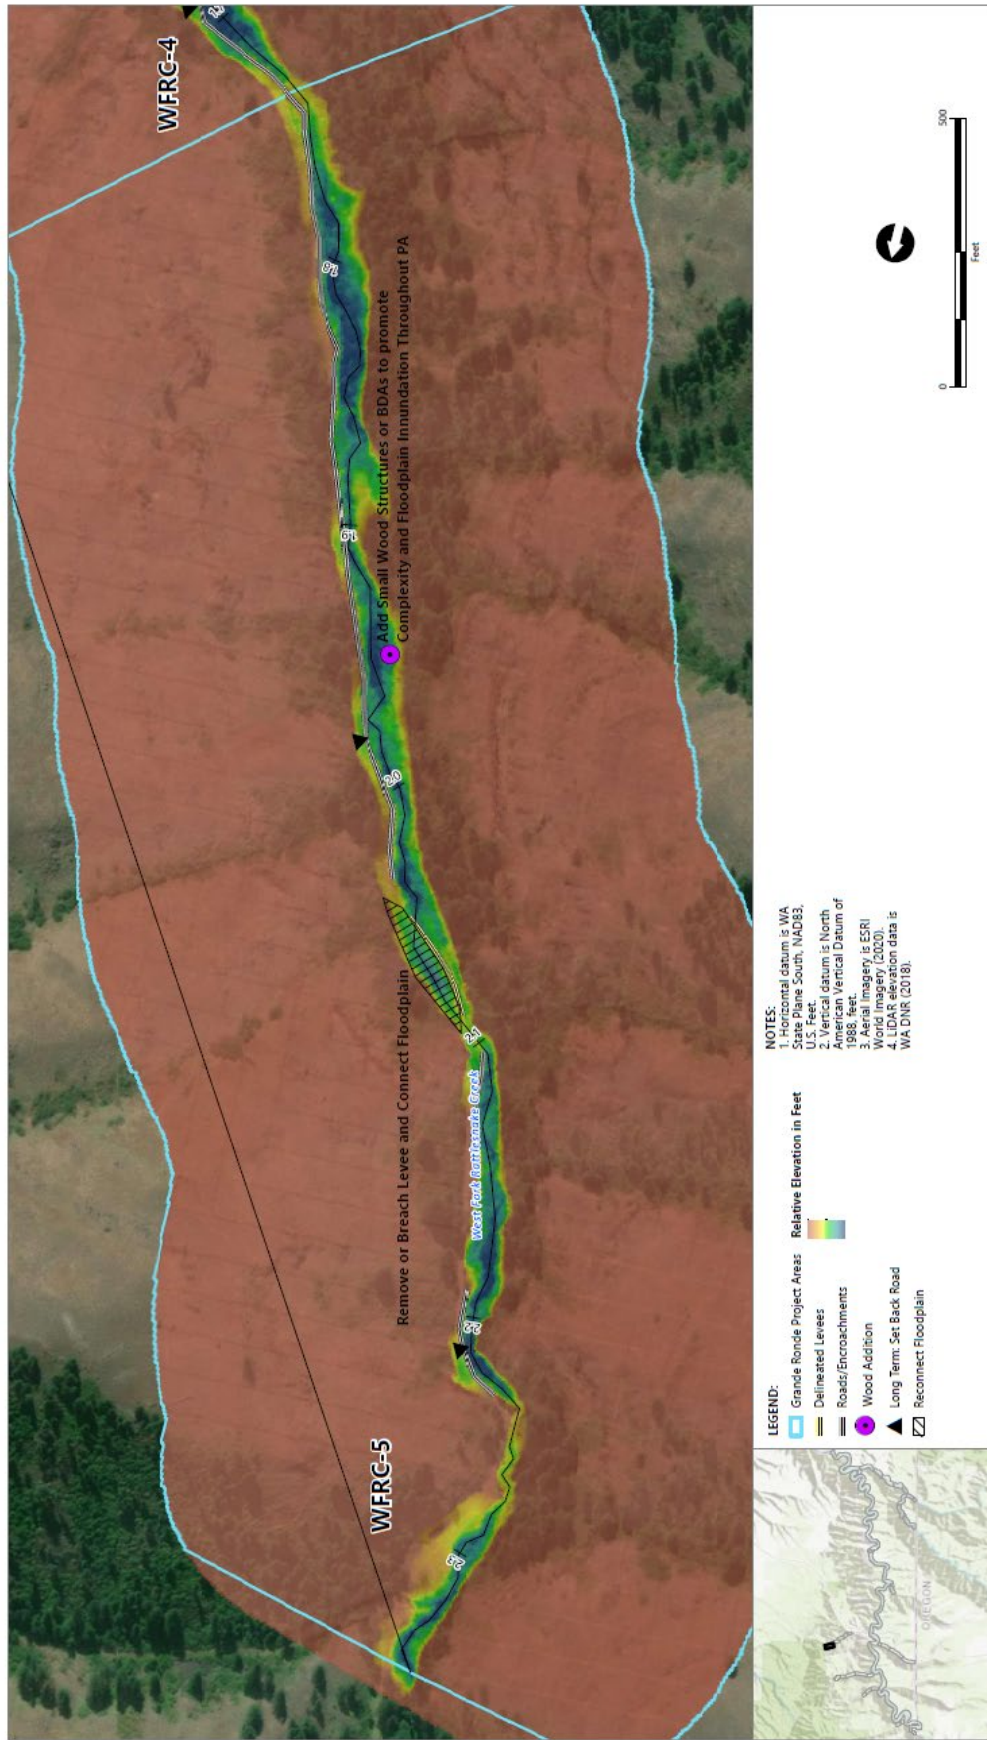 WFRC-4
WFRC-5
1.8
1.9
2.0
2.1
2.2
2.3
Add Small Wood Structures or BDAs to promote
Complexity and Floodplain Innundation Throughout PA
Remove or Breach Levee and Connect Floodplain
West Fork Rattlesnake Creek
OREGON
LEGEND:
Grande Ronde Project Areas
Delineated Levees
Roads/Encroachments
Wood Addition
Long Term: Set Back Road
Reconnect Floodplain
Relative Elevation in Feet
NOTES:
1. Horizontal datum is WA
State Plane South, NAD83,
U.S. Feet.
2. Vertical datum is North
American Vertical Datum of
1988, feet.
3. Aerial Imagery is ESRI
World Imagery (2020).
4. LiDAR elevation data is
WA DNR (2018).
0
500
Feet